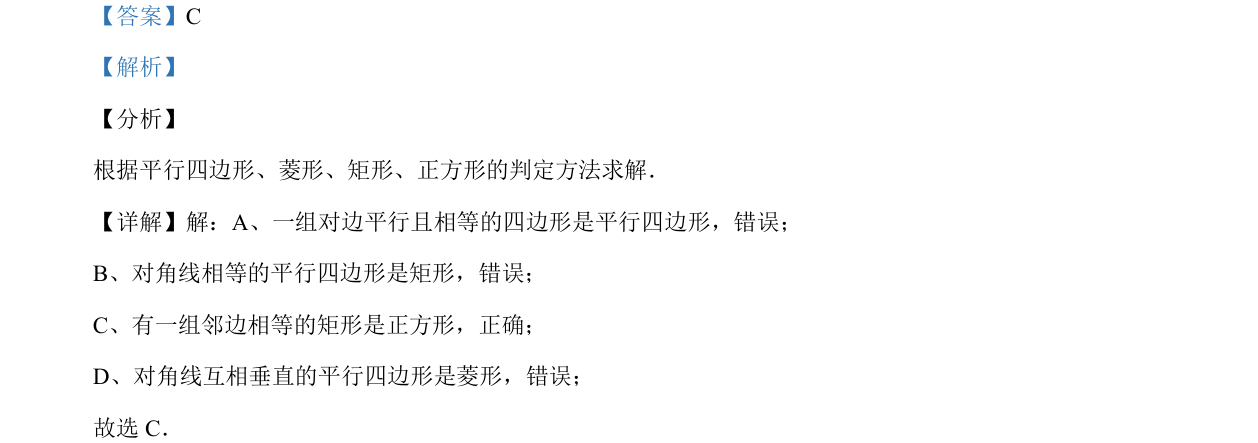 【答案】C
【解析】
【分析】
根据平行四边形、菱形、矩形、正方形的判定方法求解．
【详解】解：A、一组对边平行且相等的四边形是平行四边形，错误；
B、对角线相等的平行四边形是矩形，错误；
C、有一组邻边相等的矩形是正方形，正确；
D、对角线互相垂直的平行四边形是菱形，错误；
故选 C．